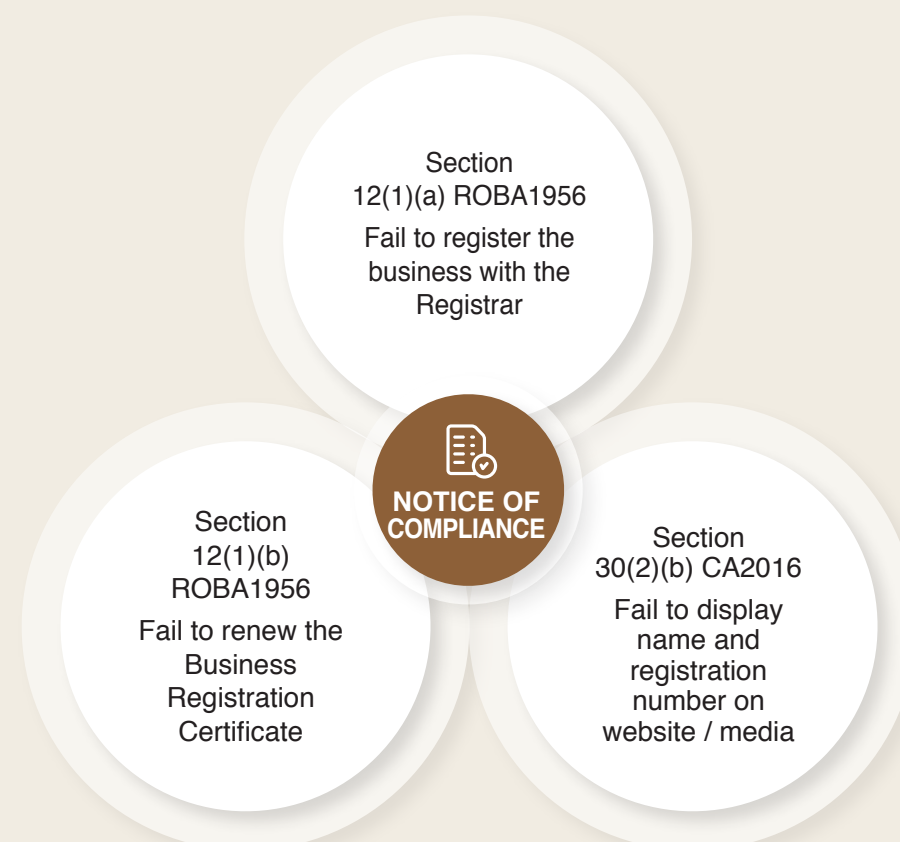 Section
12(1)(a) ROBA1956
Fail to register the
business with the
Registrar
NOTICE OF
COMPLIANCE
Section
12(1)(b)
ROBA1956
Fail to renew the
Business
Registration
Certificate
Section
30(2)(b) CA2016
Fail to display
name and
registration
number on
website / media